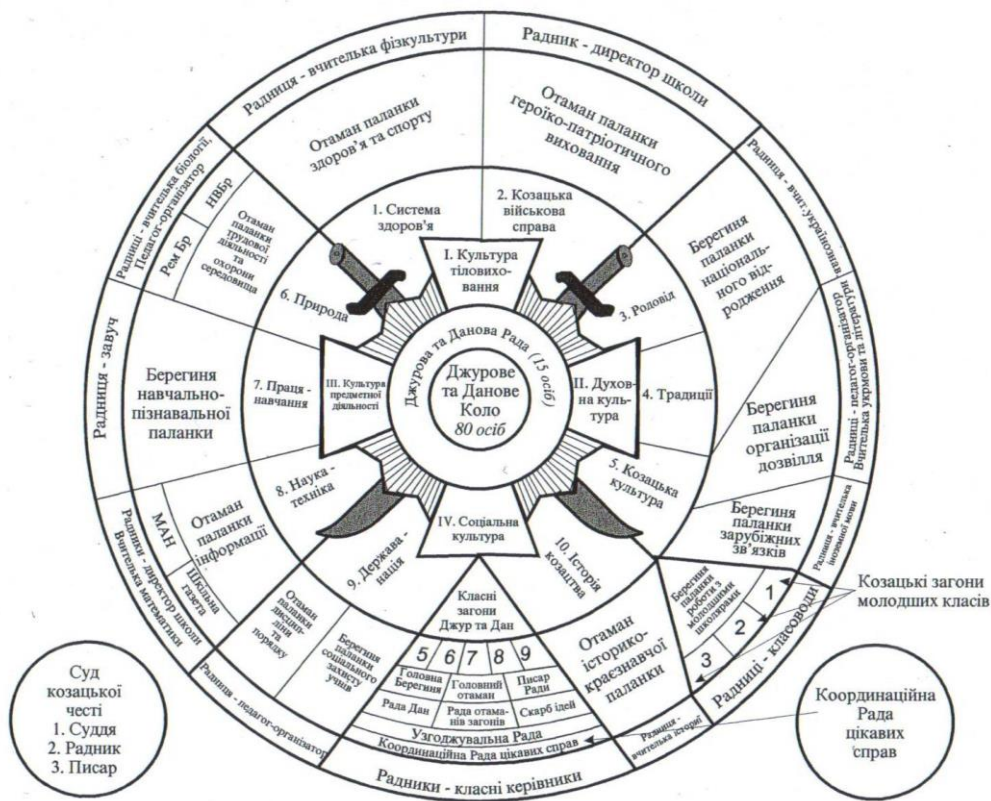 Радниця - вчителька фізкультури
Радник - директор школи
Радниця - вчит.українознав.
Радниці - педагог-організатор
Вчителька укрмови та літератури
Радниця - вчителька
іноземної мови
Радниці - класоводи
Радниця -
вчителька історії
Радники - класні керівники
Радниця - педагог-організатор
Радники - директор школи
Вчителька математики
Радниця - завуч
Радниці - вчителька біології,
Педагог-організатор
Отаман паланки
здоров'я та спорту
Отаман паланки
героїко-патріотичного
виховання
Берегиня
паланки
національ-
ного від-
родження
Берегиня
паланки
організації
дозвілля
Берегиня
паланки
зарубіжних
зв'язків
Берегиня
паланки
роботи з
молодшими
школярами
1
2
3
Козацькі загони
молодших класів
Отаман
історико-
краєзнавчої
паланки
Класні
загони
Джур та Дан
5 6 7 8 9
Головна
Берегиня
Головний
отаман
Писар
Ради
Рада Дан
Рада отама-
нів загонів
Скарб ідей
Узгоджувальна Рада
Координаційна Рада цікавих справ
Берегиня
паланки
соціального
захисту
учнів
Отаман
паланки
дисцип-
ліни та
порядку
Отаман
паланки
інформації
МАН
Шкільна
газета
Берегиня
навчально-
пізнавальної
паланки
Отаман
паланки
трудової
діяльності
та
охорони
середовища
НВБр
Рем Бр
1. Система
здоров'я
2. Козацька
військова
справа
3. Родовід
4. Традиції
5. Козацька
культура
10. Історія
козацтва
9. Держава -
нація
8. Наука -
техніка
7. Праця -
навчання
6. Природа
I. Культура
тіловихо-
вання
II. Духов-
на куль-
тура
IV. Соціальна
культура
III. Культура
предметної
діяльності
Джурова та Данова Рада (15 осіб)
Джурове
та Данове
Коло
80 осіб
Суд
козацької
честі
1. Суддя
2. Радник
3. Писар
Координаційна
Рада
цікавих
справ